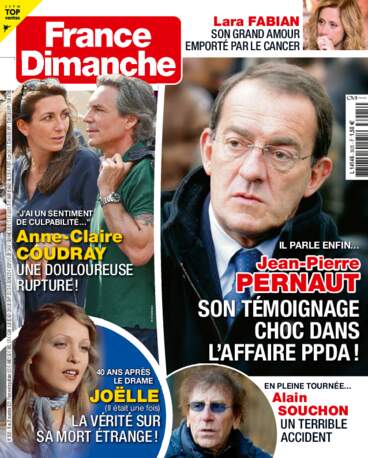 TOP
ventes
France
Dimanche
Lara FABIAN
SON GRAND AMOUR
EMPORTÉ PAR LE CANCER
"J'AI UN SENTIMENT
DE CULPABILITÉ..."
Anne-Claire
COUDRAY
UNE DOULOUREUSE
RUPTURE !
IL PARLE ENFIN...
Jean-Pierre
PERNAUT
SON TÉMOIGNAGE
CHOC DANS
L'AFFAIRE PPDA !
40 ANS APRÈS
LE DRAME
JOËLLE
(Il était une fois)
LA VÉRITÉ SUR
SA MORT ÉTRANGE !
EN PLEINE TOURNÉE...
Alain
SOUCHON
UN TERRIBLE
ACCIDENT